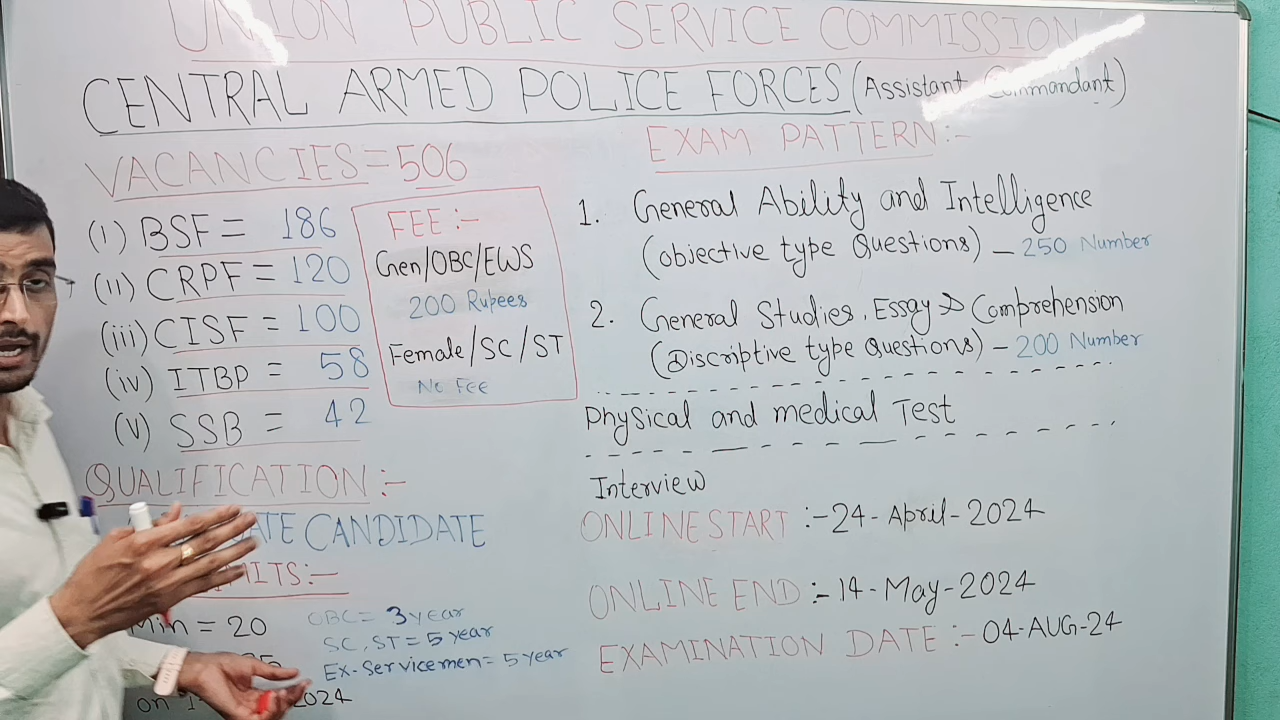 UNION PUBLIC SERVICE COMMISSION
CENTRAL ARMED POLICE FORCES (Assistant Commandant)
VACANCIES = 506
(i) BSF = 186
(ii) CRPF = 120
(iii) CISF = 100
(iv) ITBP = 58
(v) SSB = 42
FEE :-
Gen/OBC/EWS
200 Rupees
Female/SC/ST
No Fee
QUALIFICATION :-
CANDIDATE
Min = 20
on 2024
OBC = 3 year
SC, ST = 5 year
Ex-Servicemen = 5 year
EXAM PATTERN :-
1. General Ability and Intelligence
(objective type Questions) - 250 Number
2. General Studies, Essay & Comprehension
(Discriptive type Questions) - 200 Number
Physical and medical Test
Interview
ONLINE START :- 24-April-2024
ONLINE END :- 14-May-2024
EXAMINATION DATE :- 04-AUG-24